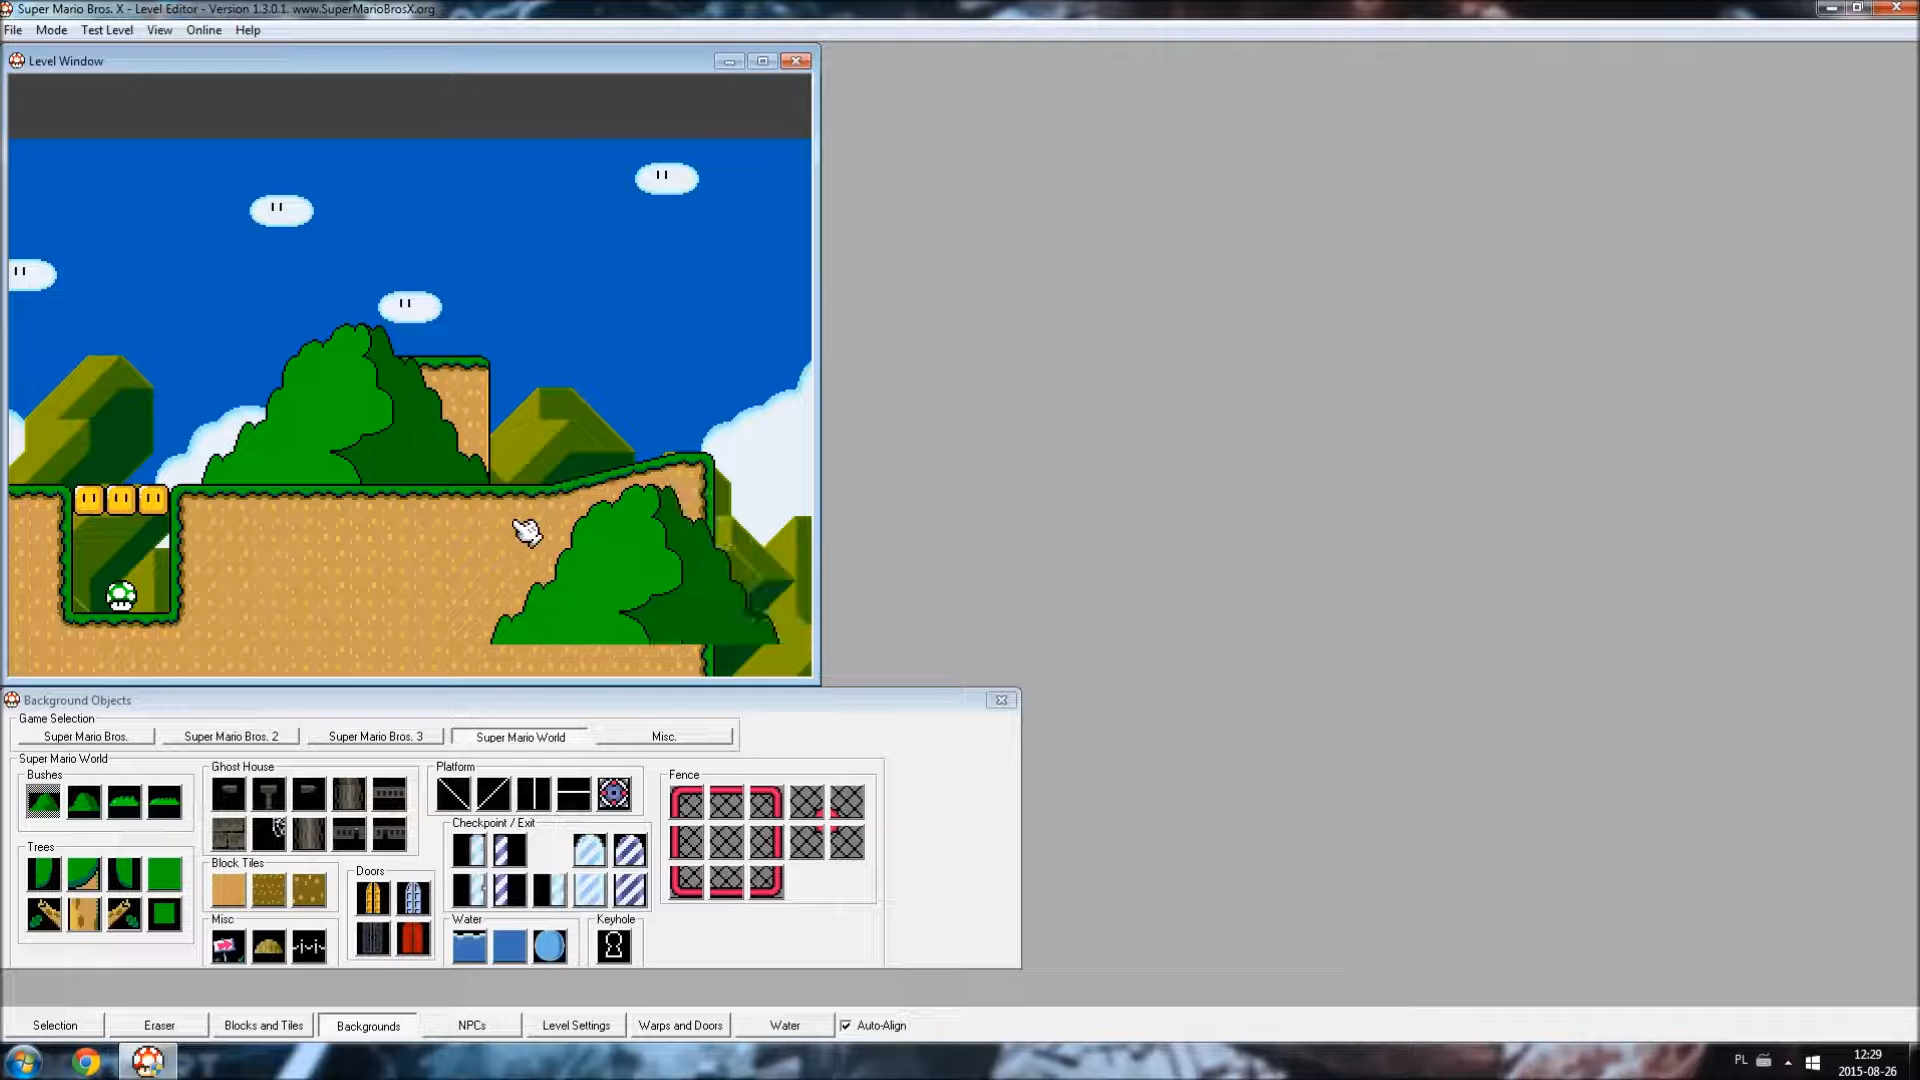 Super Mario Bros. X - Level Editor - Version 1.3.0.1. www.SuperMarioBrosX.org
File Mode Test Level View Online Help
Level Window
Background Objects
Game Selection
Super Mario Bros. Super Mario Bros. 2 Super Mario Bros. 3 Super Mario World Misc.
Super Mario World
Bushes
Ghost House
Platform
Fence
Checkpoint / Exit
Trees
Block Tiles
Doors
Misc
Water
Keyhole
Selection Eraser Blocks and Tiles Backgrounds NPCs Level Settings Warps and Doors Water Auto-Align
PL
12:29
2015-08-26